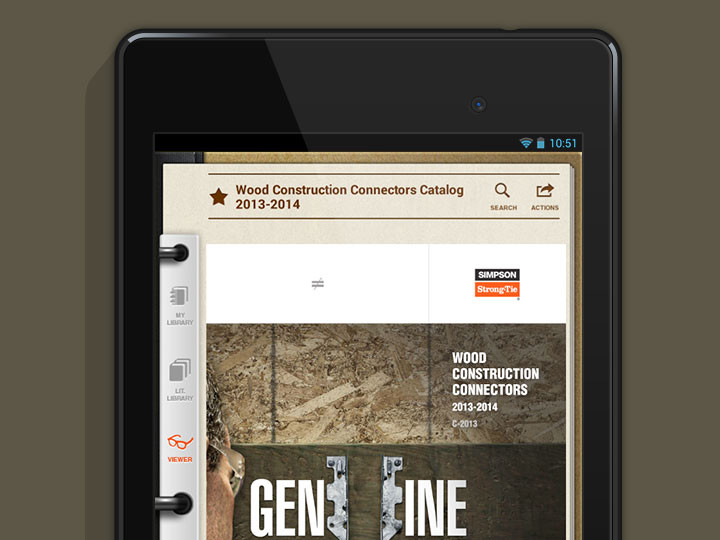 10:51
Wood Construction Connectors Catalog
2013-2014
SEARCH
ACTIONS
≠
SIMPSON
Strong-Tie
MY
LIBRARY
LIT.
LIBRARY
VIEWER
WOOD
CONSTRUCTION
CONNECTORS
2013-2014
C-2013
GEN INE